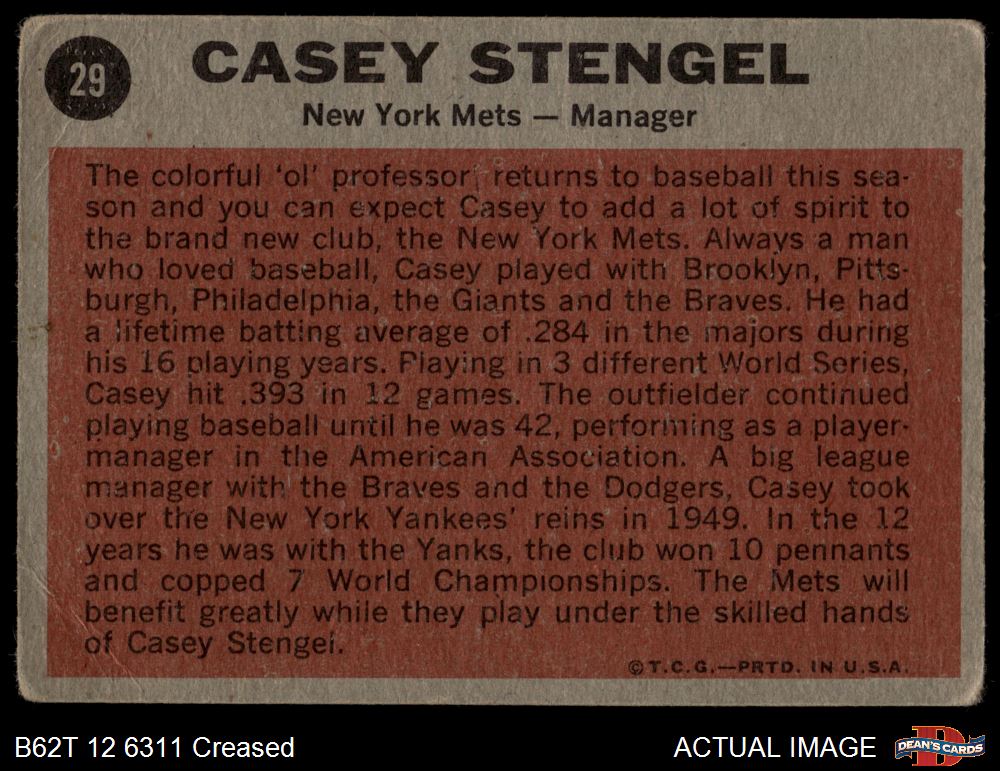 29
CASEY STENGEL
New York Mets — Manager
The colorful 'ol' professor returns to baseball this sea-
son and you can expect Casey to add a lot of spirit to
the brand new club, the New York Mets. Always a man
who loved baseball, Casey played with Brooklyn, Pitts-
burgh, Philadelphia, the Giants and the Braves. He had
a lifetime batting average of .284 in the majors during
his 16 playing years. Playing in 3 different World Series,
Casey hit .393 in 12 games. The outfielder continued
playing baseball until he was 42, performing as a player-
manager in the American Association. A big league
manager with the Braves and the Dodgers, Casey took
over the New York Yankees' reins in 1949. In the 12
years he was with the Yanks, the club won 10 pennants
and copped 7 World Championships. The Mets will
benefit greatly while they play under the skilled hands
of Casey Stengel.
©T.C.G.—PRTD. IN U.S.A.
B62T 12 6311 Creased
ACTUAL IMAGE
D
DEAN'S CARDS